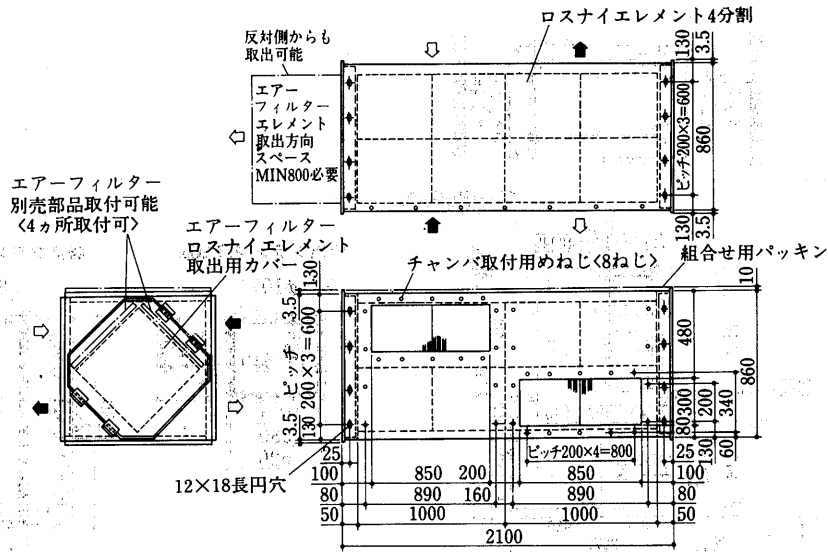 ロスナイエレメント4分割
反対側からも
取出可能
エアー
フィルター
エレメント
取出方向
スペース
MIN800必要
130
3.5
ピッチ200×3=600
860
130
3.5
エアーフィルター
別売部品取付可能
〈4ヵ所取付可〉
エアーフィルター
ロスナイエレメント
取出用カバー
チャンバ取付用めねじ〈8ねじ〉
組合せ用パッキン
130
3.5
ピッチ
200×3=600
3.5
130
10
480
860
340
200
300
80
130
60
ピッチ200×4=800
25
25
12×18長円穴
100
850
200
850
100
80
890
160
890
80
50
1000
1000
50
2100